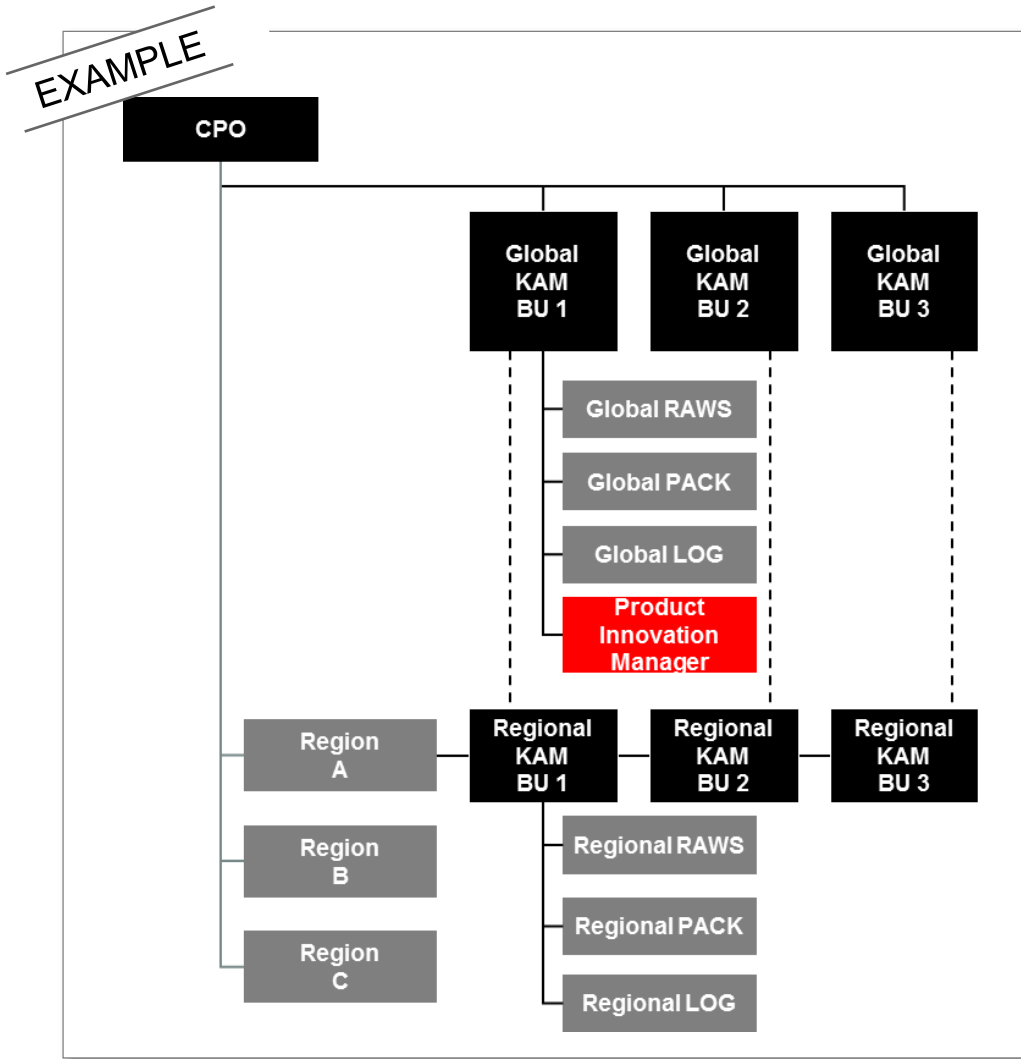 EXAMPLE
CPO
Global
KAM
BU 1
Global
KAM
BU 2
Global
KAM
BU 3
Global RAWS
Global PACK
Global LOG
Product
Innovation
Manager
Region
A
Regional
KAM
BU 1
Regional
KAM
BU 2
Regional
KAM
BU 3
Region
B
Region
C
Regional RAWS
Regional PACK
Regional LOG